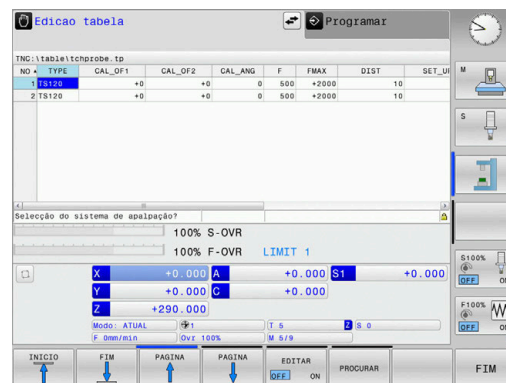 Edicao tabela
Programar
TNC:\table\tchprobe.tp
NO TYPE CAL_OF1 CAL_OF2 CAL_ANG F FMAX DIST SET_UP
1 TS120 +0 +0 0 500 +2000 10
2 TS120 +0 +0 0 500 +2000 10
Selecção do sistema de apalpação?
100% S-OVR
100% F-OVR LIMIT 1
X +0.000 A +0.000 S1 +0.000
Y +0.000 C +0.000
Z +290.000
Modo: ATUAL 1 T 5 Z S 0
F 0mm/min Ovr 100% M 5/9
M
S
S100%
OFF ON
F100%
OFF ON
INICIO
FIM
PAGINA
PAGINA
EDITAR
OFF ON
PROCURAR
FIM